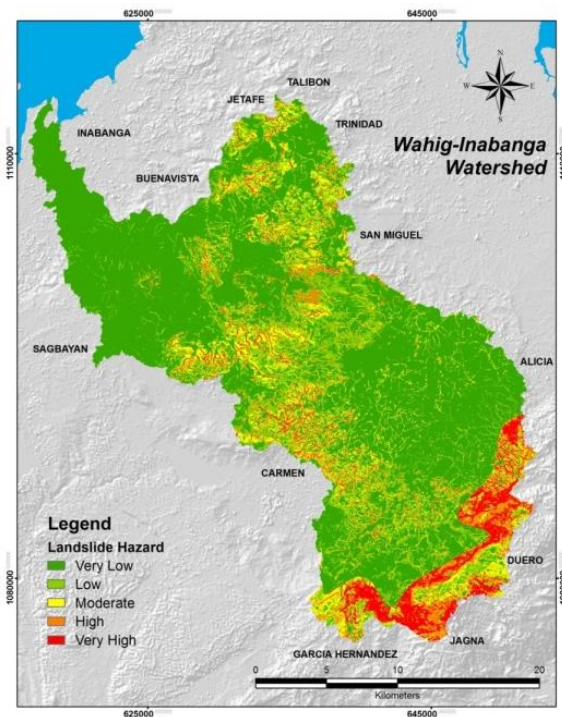 625000
645000
N
W E
S
TALIBON
JETAFE
TRINIDAD
INABANGA
Wahig-Inabanga
Watershed
1110000
BUENAVISTA
SAN MIGUEL
SAGBAYAN
ALICIA
CARMEN
Legend
Landslide Hazard
Very Low
Low
Moderate
High
Very High
DUERO
1080000
JAGNA
GARCIA HERNANDEZ
0 5 10 20
Kilometers
625000
645000